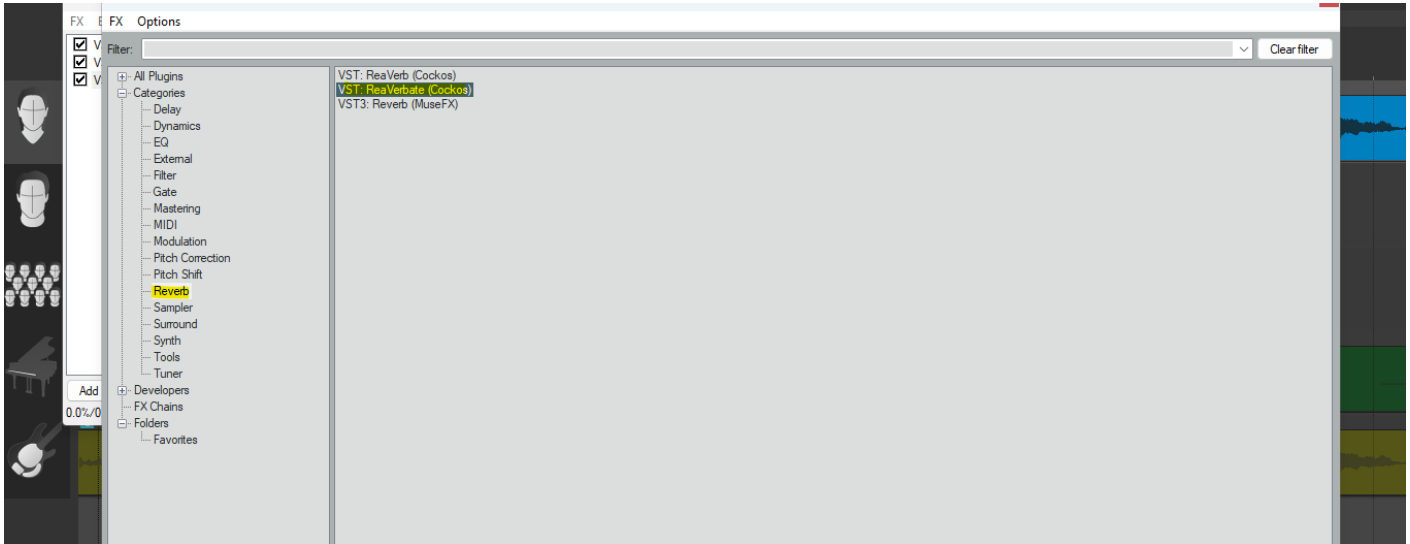 FX
FX Options
Filter:
Clear filter
All Plugins
Categories
Delay
Dynamics
EQ
External
Filter
Gate
Mastering
MIDI
Modulation
Pitch Correction
Pitch Shift
Reverb
Sampler
Surround
Synth
Tools
Tuner
Developers
FX Chains
Folders
Favorites
VST: ReaVerb (Cockos)
VST: ReaVerbate (Cockos)
VST3: Reverb (MuseFX)
V
V
V
Add
0.0%/0